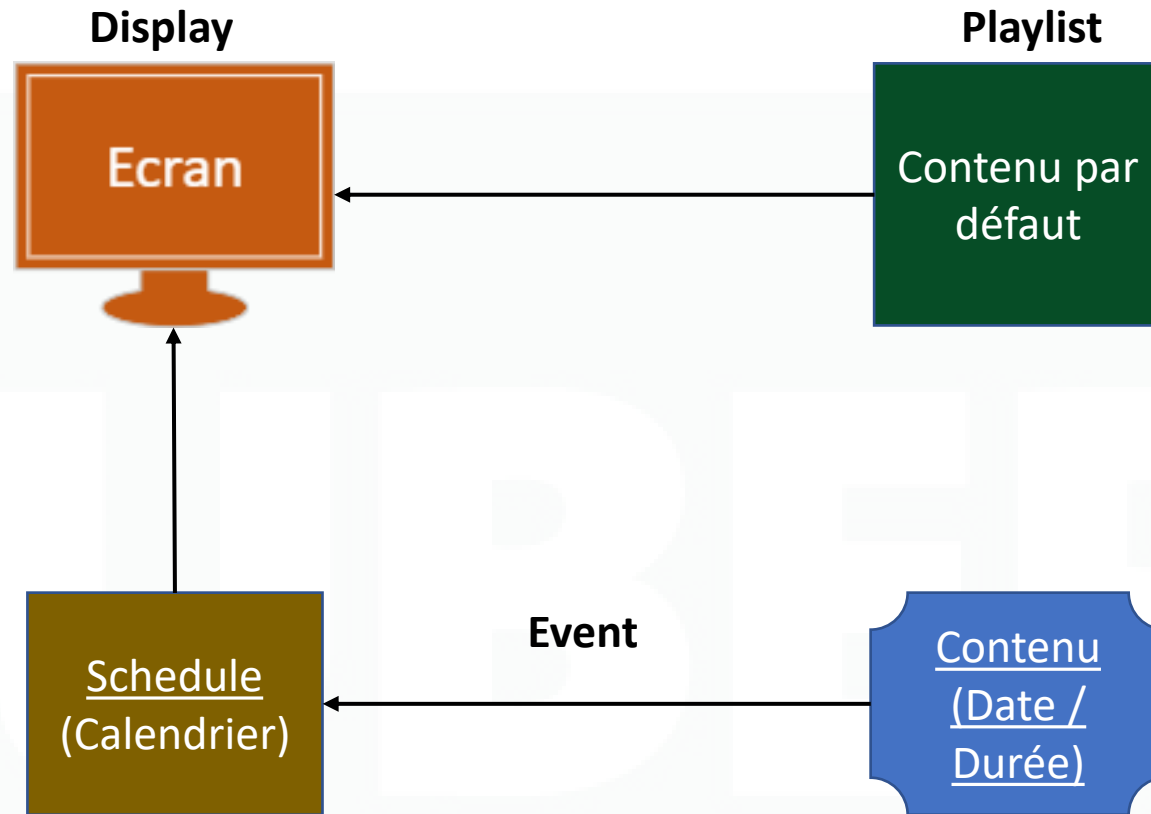 Display
Playlist
Ecran
Contenu par
défaut
Event
Schedule
(Calendrier)
Contenu
(Date /
Durée)